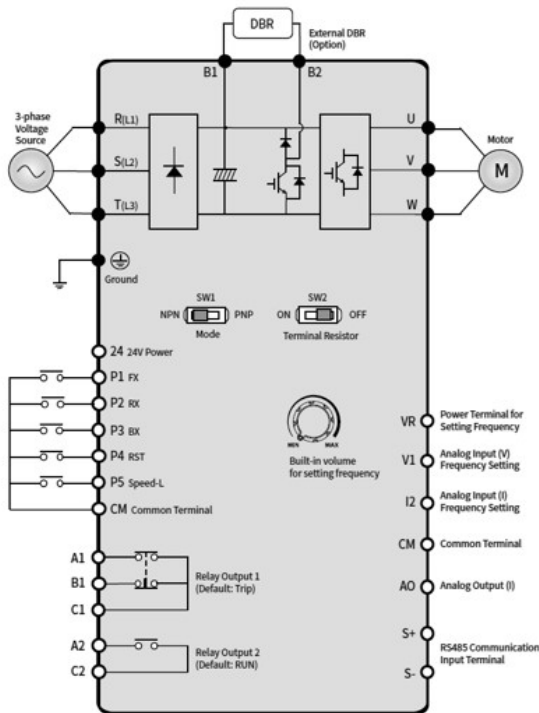 DBR
External DBR
(Option)
B1
B2
3-phase
Voltage
Source
R(L1)
S(L2)
T(L3)
U
V
W
Motor
M
Ground
SW1
NPN
PNP
Mode
SW2
ON
OFF
Terminal Resistor
24 24V Power
P1 FX
P2 RX
P3 BX
P4 RST
P5 Speed-L
CM Common Terminal
MIN
MAX
Built-in volume
for setting frequency
VR
Power Terminal for
Setting Frequency
V1
Analog Input (V)
Frequency Setting
I2
Analog Input (I)
Frequency Setting
CM
Common Terminal
AO
Analog Output (I)
S+
S-
RS485 Communication
Input Terminal
A1
B1
C1
Relay Output 1
(Default: Trip)
A2
C2
Relay Output 2
(Default: RUN)